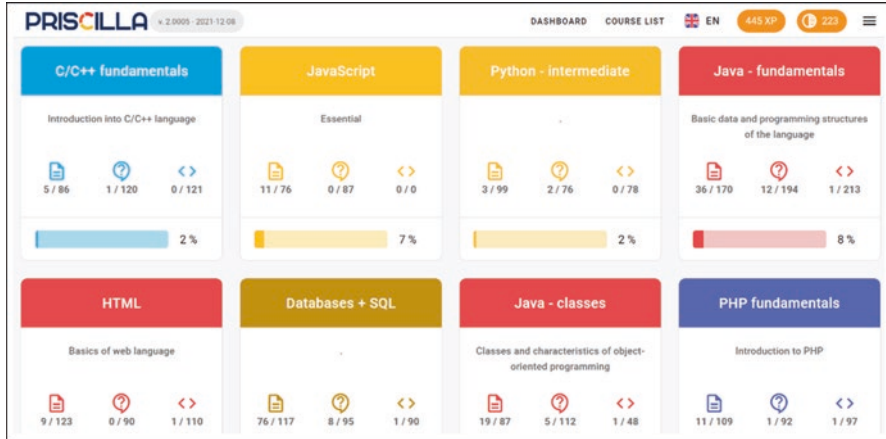 PRISCILLA v. 2.0005 - 2021-12-08 DASHBOARD COURSE LIST EN 445 XP 223
C/C++ fundamentals
Introduction into C/C++ language
5 / 86 1 / 120 0 / 121
2 %
JavaScript
Essential
11 / 76 0 / 87 0 / 0
7 %
Python - intermediate
.
3 / 99 2 / 76 0 / 78
2 %
Java - fundamentals
Basic data and programming structures
of the language
36 / 170 12 / 194 1 / 213
8 %
HTML
Basics of web language
9 / 123 0 / 90 1 / 110
Databases + SQL
.
76 / 117 8 / 95 1 / 90
Java - classes
Classes and characteristics of object-
oriented programming
19 / 87 5 / 112 1 / 48
PHP fundamentals
Introduction to PHP
11 / 109 1 / 92 1 / 97